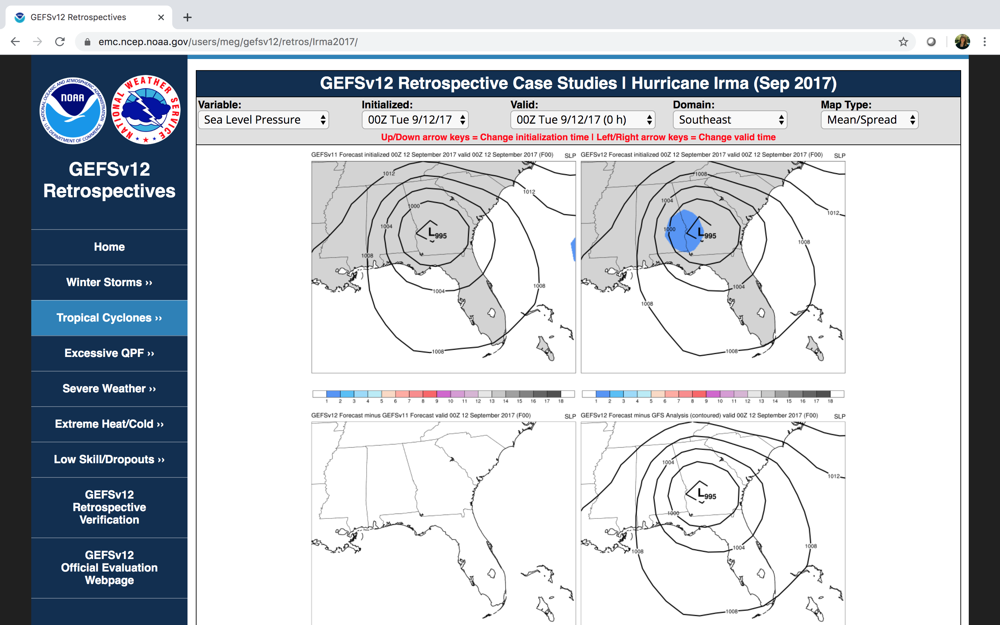 GEFSv12 Retrospectives
emc.ncep.noaa.gov/users/meg/gefsv12/retros/Irma2017/
NATIONAL OCEANIC AND ATMOSPHERIC ADMINISTRATION
NOAA
U.S. DEPARTMENT OF COMMERCE
NATIONAL WEATHER SERVICE
GEFSv12
Retrospectives
Home
Winter Storms ››
Tropical Cyclones ››
Excessive QPF ››
Severe Weather ››
Extreme Heat/Cold ››
Low Skill/Dropouts ››
GEFSv12
Retrospective
Verification
GEFSv12
Official Evaluation
Webpage
GEFSv12 Retrospective Case Studies | Hurricane Irma (Sep 2017)
Variable: Initialized: Valid: Domain: Map Type:
Sea Level Pressure 00Z Tue 9/12/17 00Z Tue 9/12/17 (0 h) Southeast Mean/Spread
Up/Down arrow keys = Change initialization time | Left/Right arrow keys = Change valid time
GEFSv11 Forecast initialized 00Z 12 September 2017 valid 00Z 12 September 2017 (F00) SLP
1012
1012
1000
1004
L995
1008
1008
1004
1008
1 2 3 4 5 6 7 8 9 10 11 12 13 14 15 16 17 18
GEFSv12 Forecast initialized 00Z 12 September 2017 valid 00Z 12 September 2017 (F00) SLP
1008
1004
1012
1000
L995
1008
1004
1008
1008
1 2 3 4 5 6 7 8 9 10 11 12 13 14 15 16 17 18
GEFSv12 Forecast minus GEFSv11 Forecast valid 00Z 12 September 2017 (F00) SLP
GEFSv12 Forecast minus GFS Analysis (contoured) valid 00Z 12 September 2017 (F00) SLP
1004
1012
L995
1000
1008
1004
1008
1008